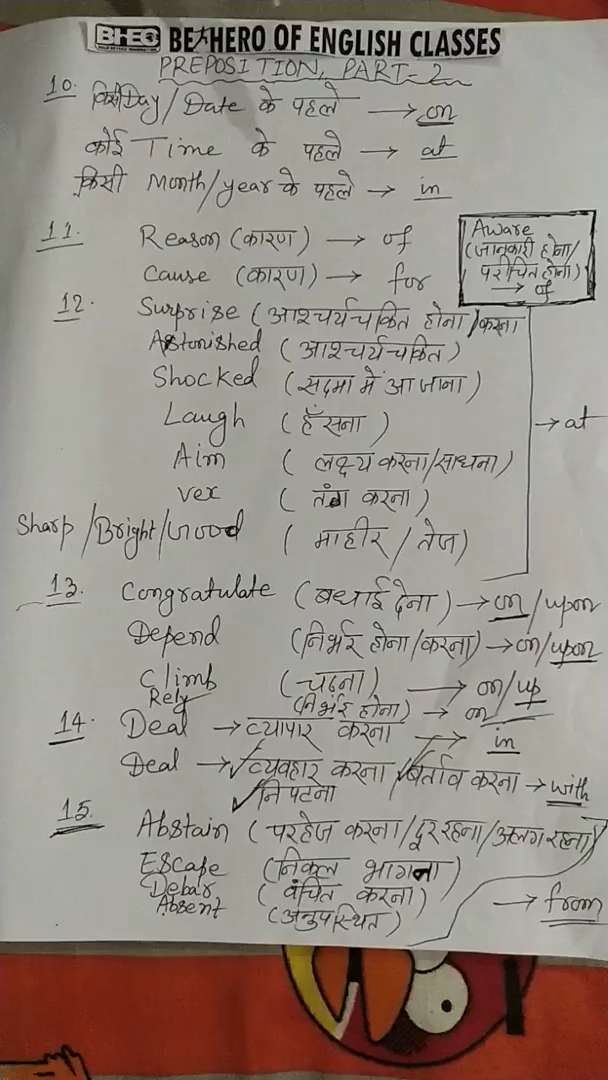 BHEC BE A HERO OF ENGLISH CLASSES
PREPOSITION, PART-2
10. किसी Day/Date के पहले → on
कोई Time के पहले → at
किसी Month/year के पहले → in
11. Reason (कारण) → of
Cause (कारण) → for
Aware
(जानकारी होना/
परीचित होना)
→ of
12. Surprise (आश्चर्यचकित होना/करना
Astonished (आश्चर्यचकित)
Shocked (सदमा में आ जाना)
Laugh (हँसना) → at
Aim (लक्ष्य करना/साधना)
vex (तंग करना)
Sharp/Bright/Good (माहीर/तेज)
13. Congratulate (बधाई देना) → on/upon
Depend (निर्भर होना/करना) → on/upon
Climb (चढ़ना) → on/up
Rely (निर्भर होना) → on
14. Deal → व्यापार करना → in
Deal → व्यवहार करना/बर्ताव करना → with
निपटना
15. Abstain (परहेज करना/दूर रहना/अलग रहना)
Escape (निकल भागना)
Debar (वंचित करना) → from
Absent (अनुपस्थित)